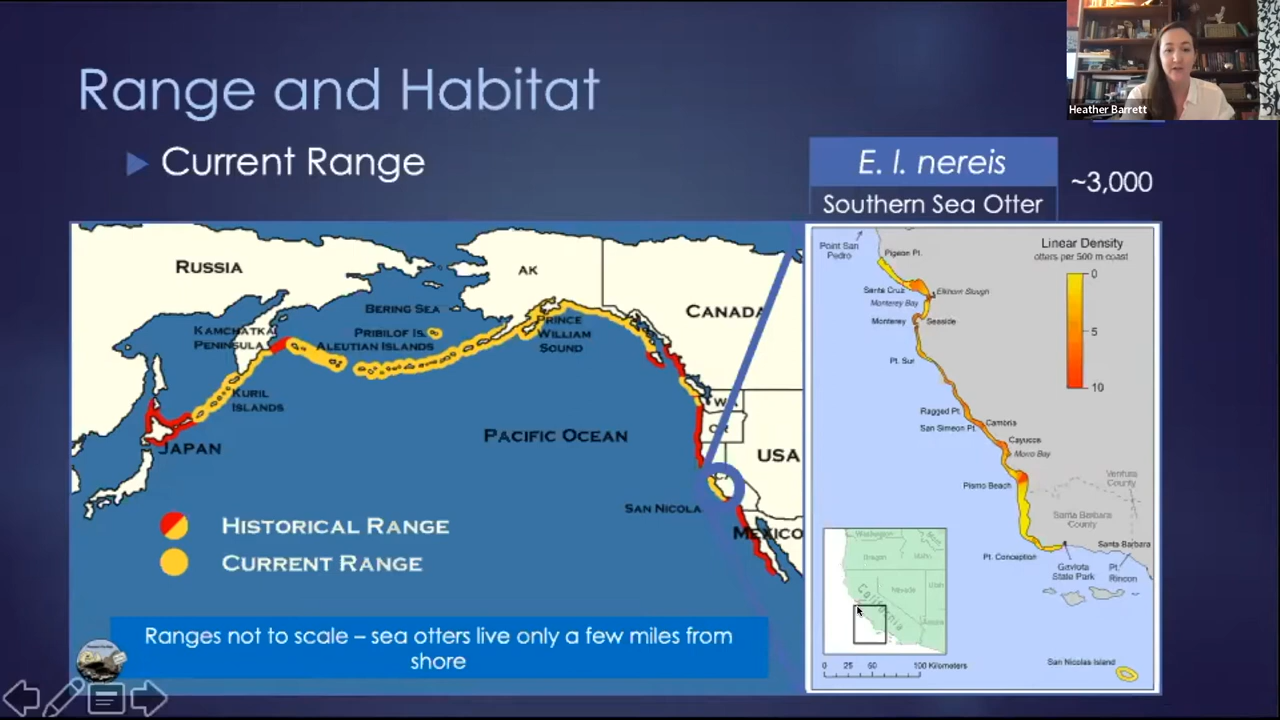 Heather Barrett
Range and Habitat
Current Range
E. l. nereis
~3,000
Southern Sea Otter
RUSSIA
AK
BERING SEA
CANADA
KAMCHATKA
PENINSULA
PRIBILOF IS.
ALEUTIAN ISLANDS
PRINCE
WILLIAM
SOUND
KURIL
ISLANDS
WA
OR
JAPAN
PACIFIC OCEAN
USA
SAN NICOLA
MEXICO
HISTORICAL RANGE
CURRENT RANGE
Ranges not to scale – sea otters live only a few miles from
shore
Point San
Pedro
Pigeon Pt.
Linear Density
otters per 500 m coast
0
5
10
Santa Cruz
Elkhorn Slough
Monterey Bay
Monterey
Seaside
Pt. Sur
Ragged Pt.
Cambria
San Simeon Pt.
Cayucos
Morro Bay
Pismo Beach
Ventura
County
Santa Barbara
County
Santa Barbara
Pt. Conception
Gaviota
State Park
Pt.
Rincon
Washington
Oregon
Idaho
Nevada
Utah
California
San Nicolas Island
0 25 50 100 Kilometers